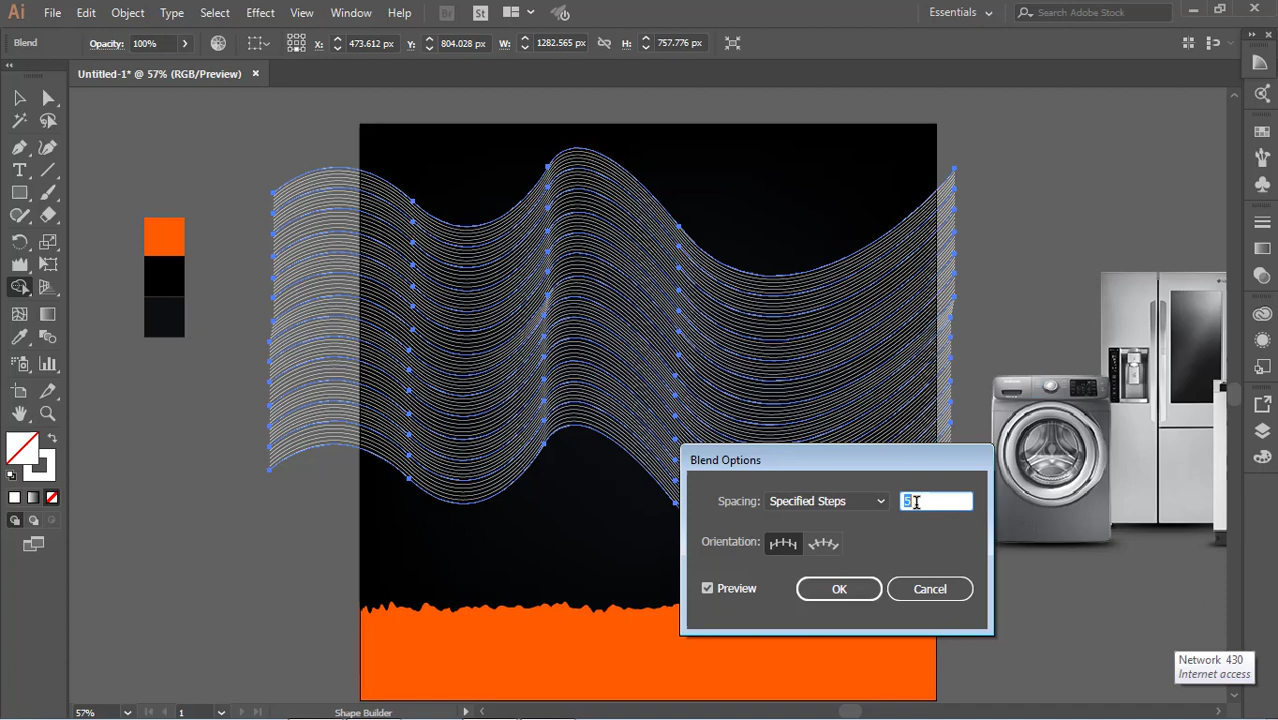 Ai File Edit Object Type Select Effect View Window Help Br St Essentials Search Adobe Stock
Blend Opacity: 100% X: 473.612 px Y: 804.028 px W: 1282.565 px H: 757.776 px
Untitled-1* @ 57% (RGB/Preview)
Blend Options
Spacing: Specified Steps 5
Orientation:
Preview OK Cancel
Network 430
Internet access
57% 1 Shape Builder